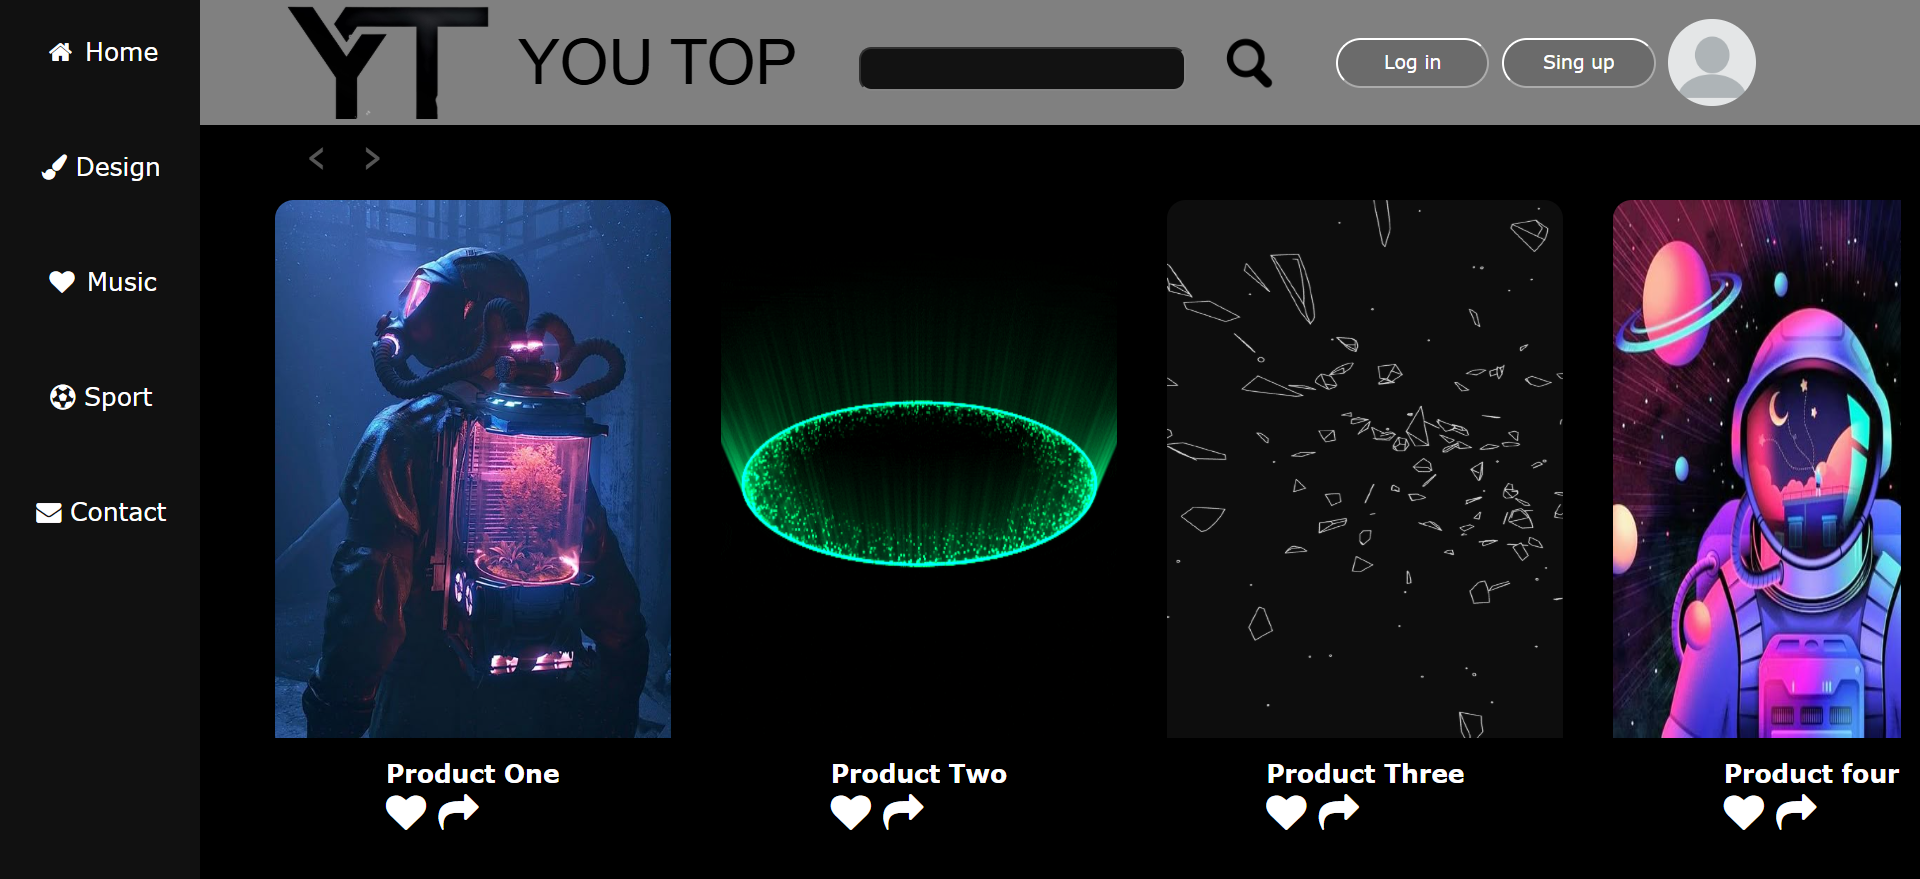 Home
Design
Music
Sport
Contact
YT YOU TOP
Log in
Sing up
< >
Product One
Product Two
Product Three
Product four